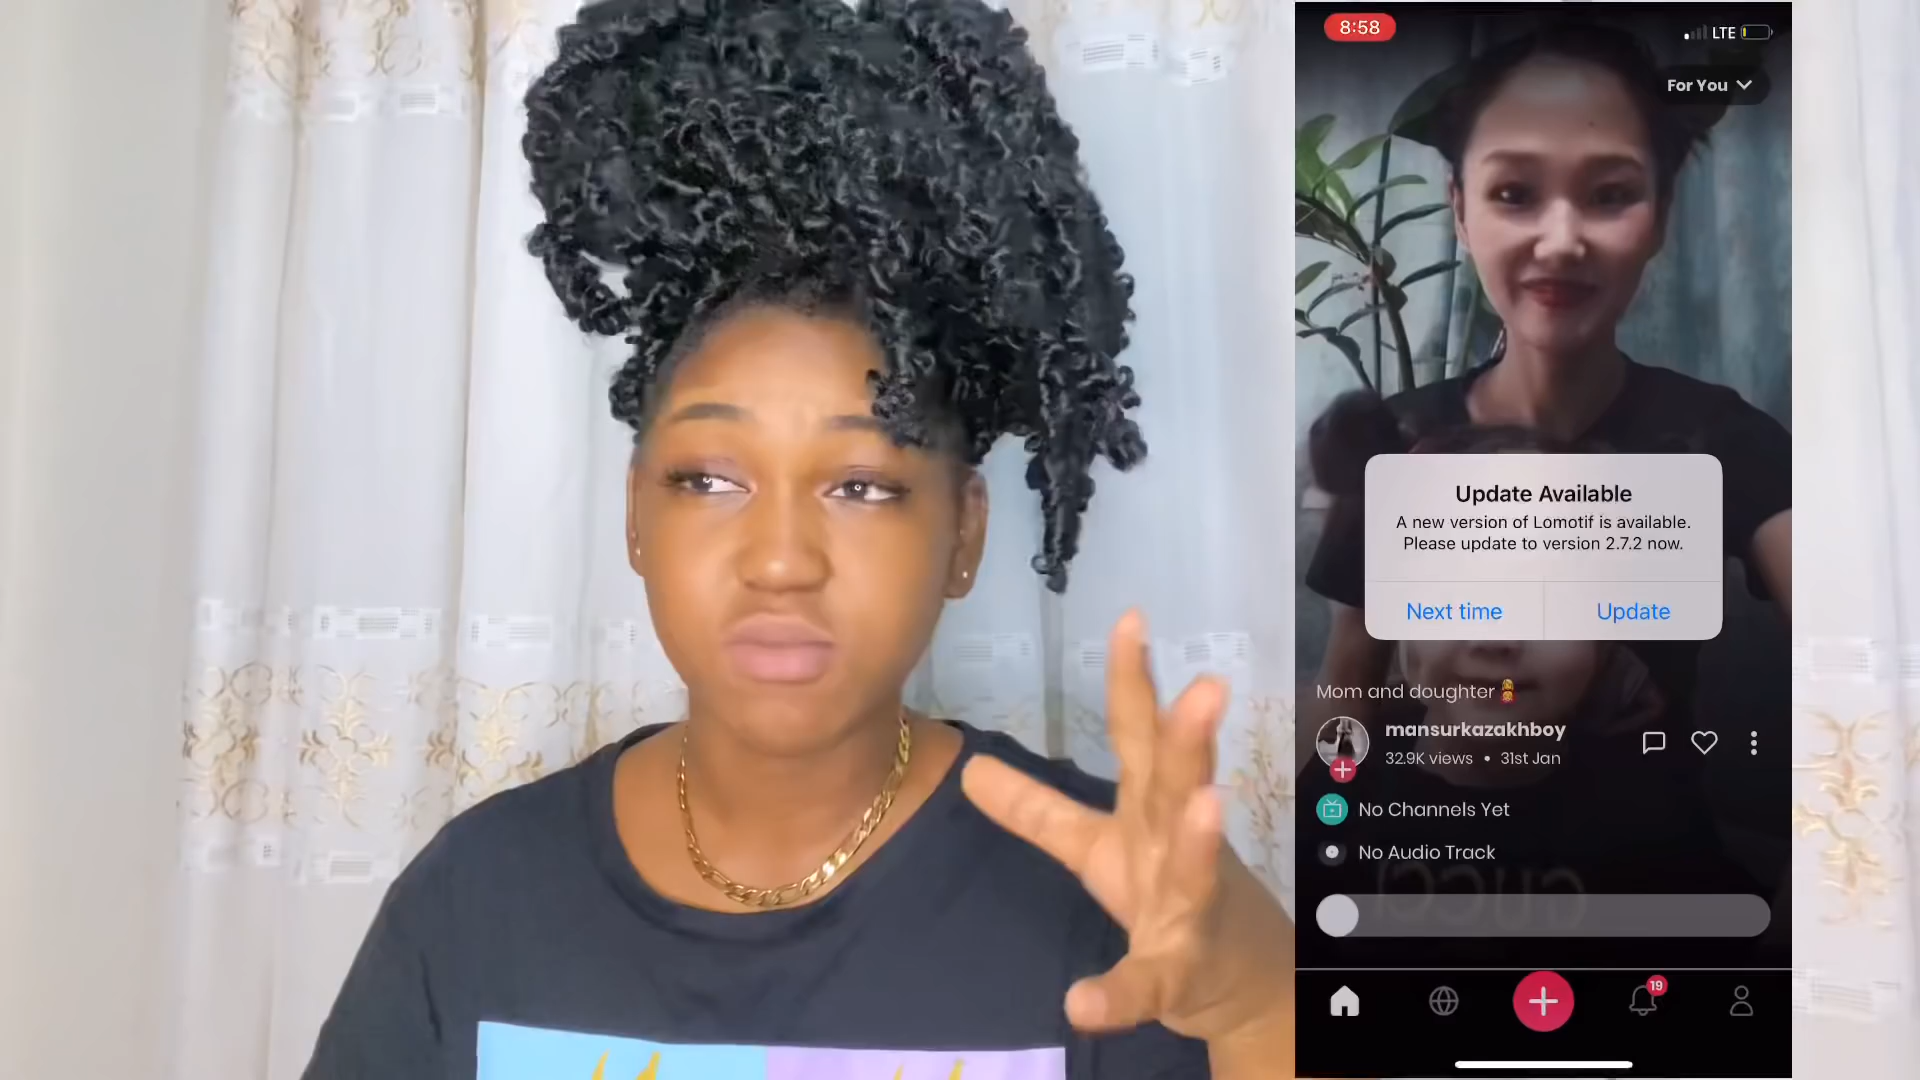 8:58
LTE
For You
Update Available
A new version of Lomotif is available.
Please update to version 2.7.2 now.
Next time
Update
Mom and doughter
mansurkazakhboy
32.9K views • 31st Jan
No Channels Yet
No Audio Track
GUCCI
19